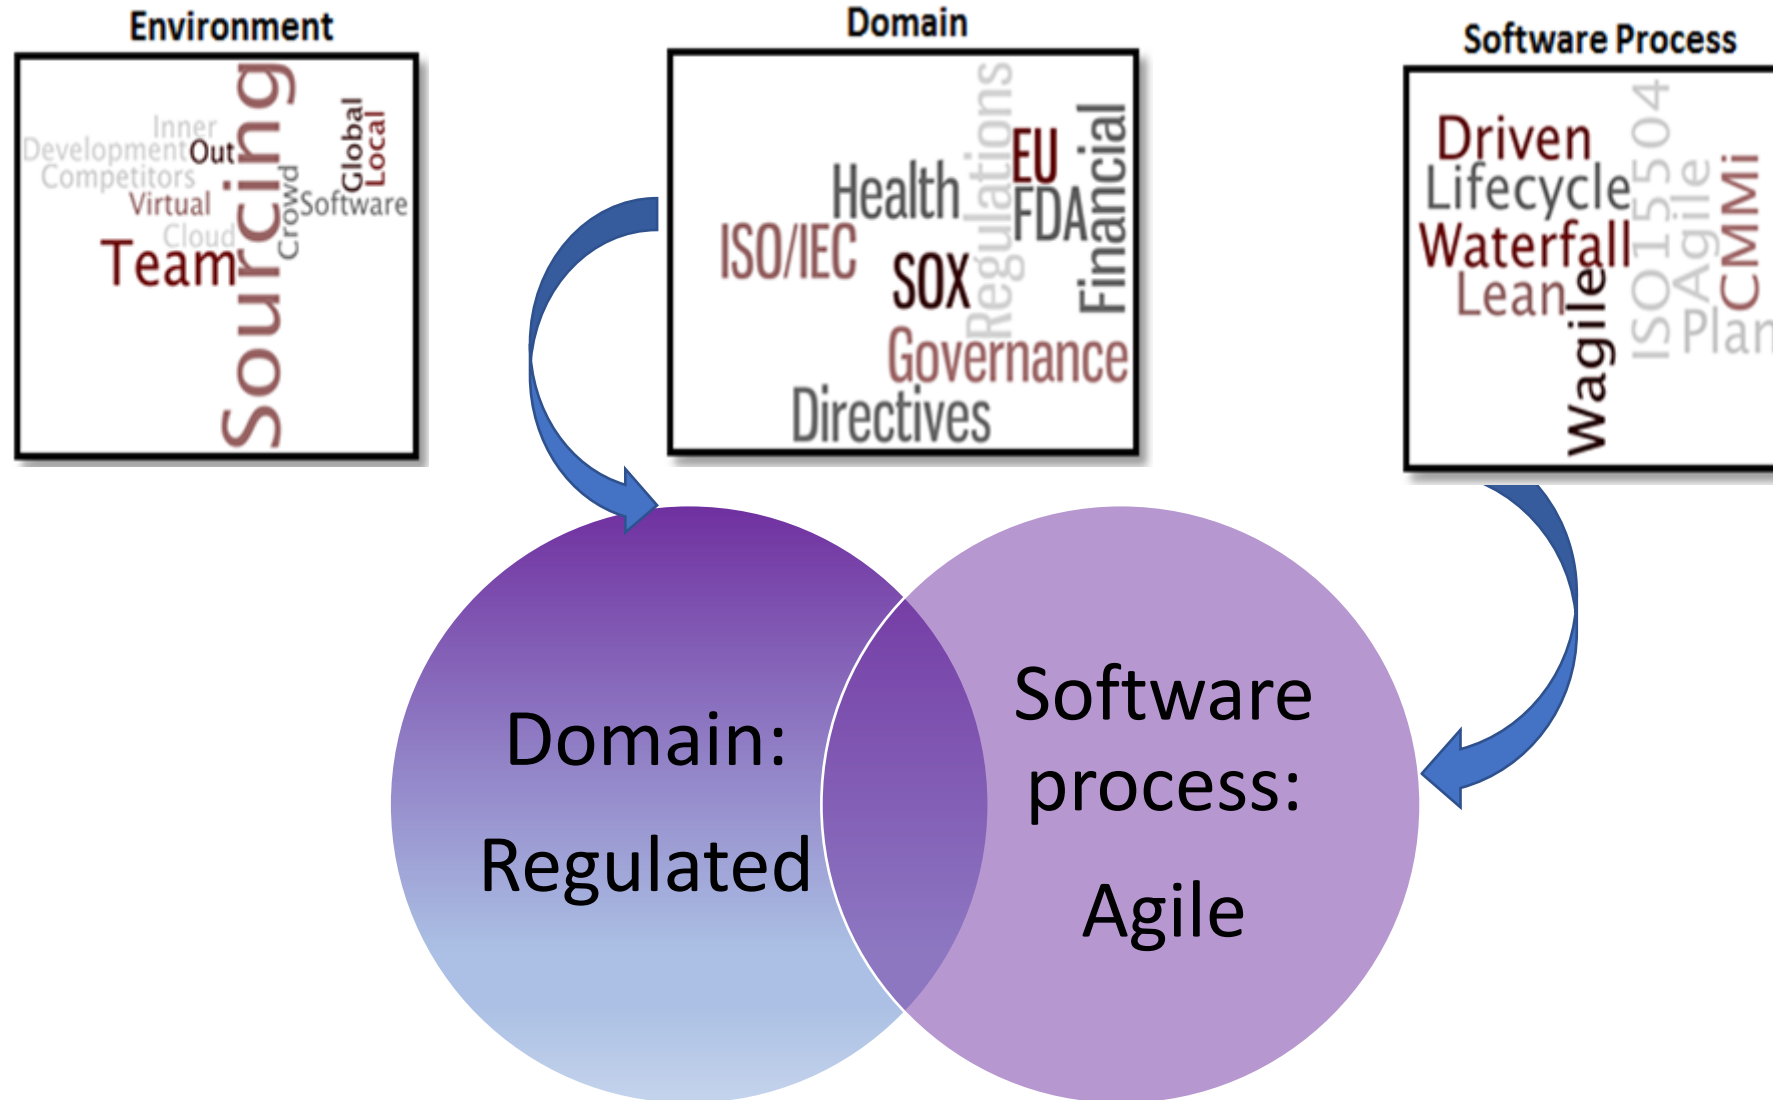 Environment
Inner
Development Out
Competitors
Virtual
Cloud
Team
Sourcing
Crowd
Global
Local
Software
Domain
Regulations
EU
Financial
Health
FDA
ISO/IEC
SOX
Governance
Directives
Software Process
Driven
Lifecycle
Waterfall
Lean
Wagile
ISO15504
Agile
CMMi
Plan
Domain:
Regulated
Software
process:
Agile